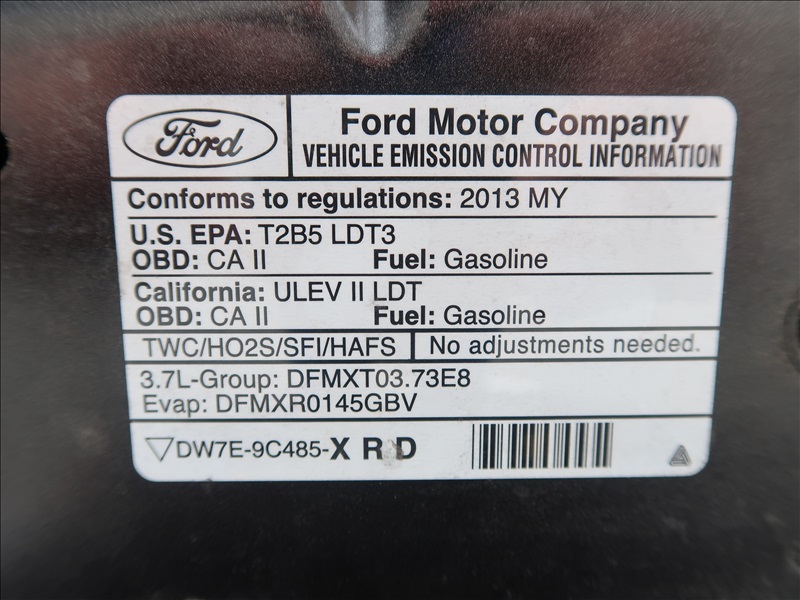 Ford
Ford Motor Company
VEHICLE EMISSION CONTROL INFORMATION
Conforms to regulations: 2013 MY
U.S. EPA: T2B5 LDT3
OBD: CA II Fuel: Gasoline
California: ULEV II LDT
OBD: CA II Fuel: Gasoline
TWC/HO2S/SFI/HAFS No adjustments needed.
3.7L-Group: DFMXT03.73E8
Evap: DFMXR0145GBV
DW7E-9C485-X R D